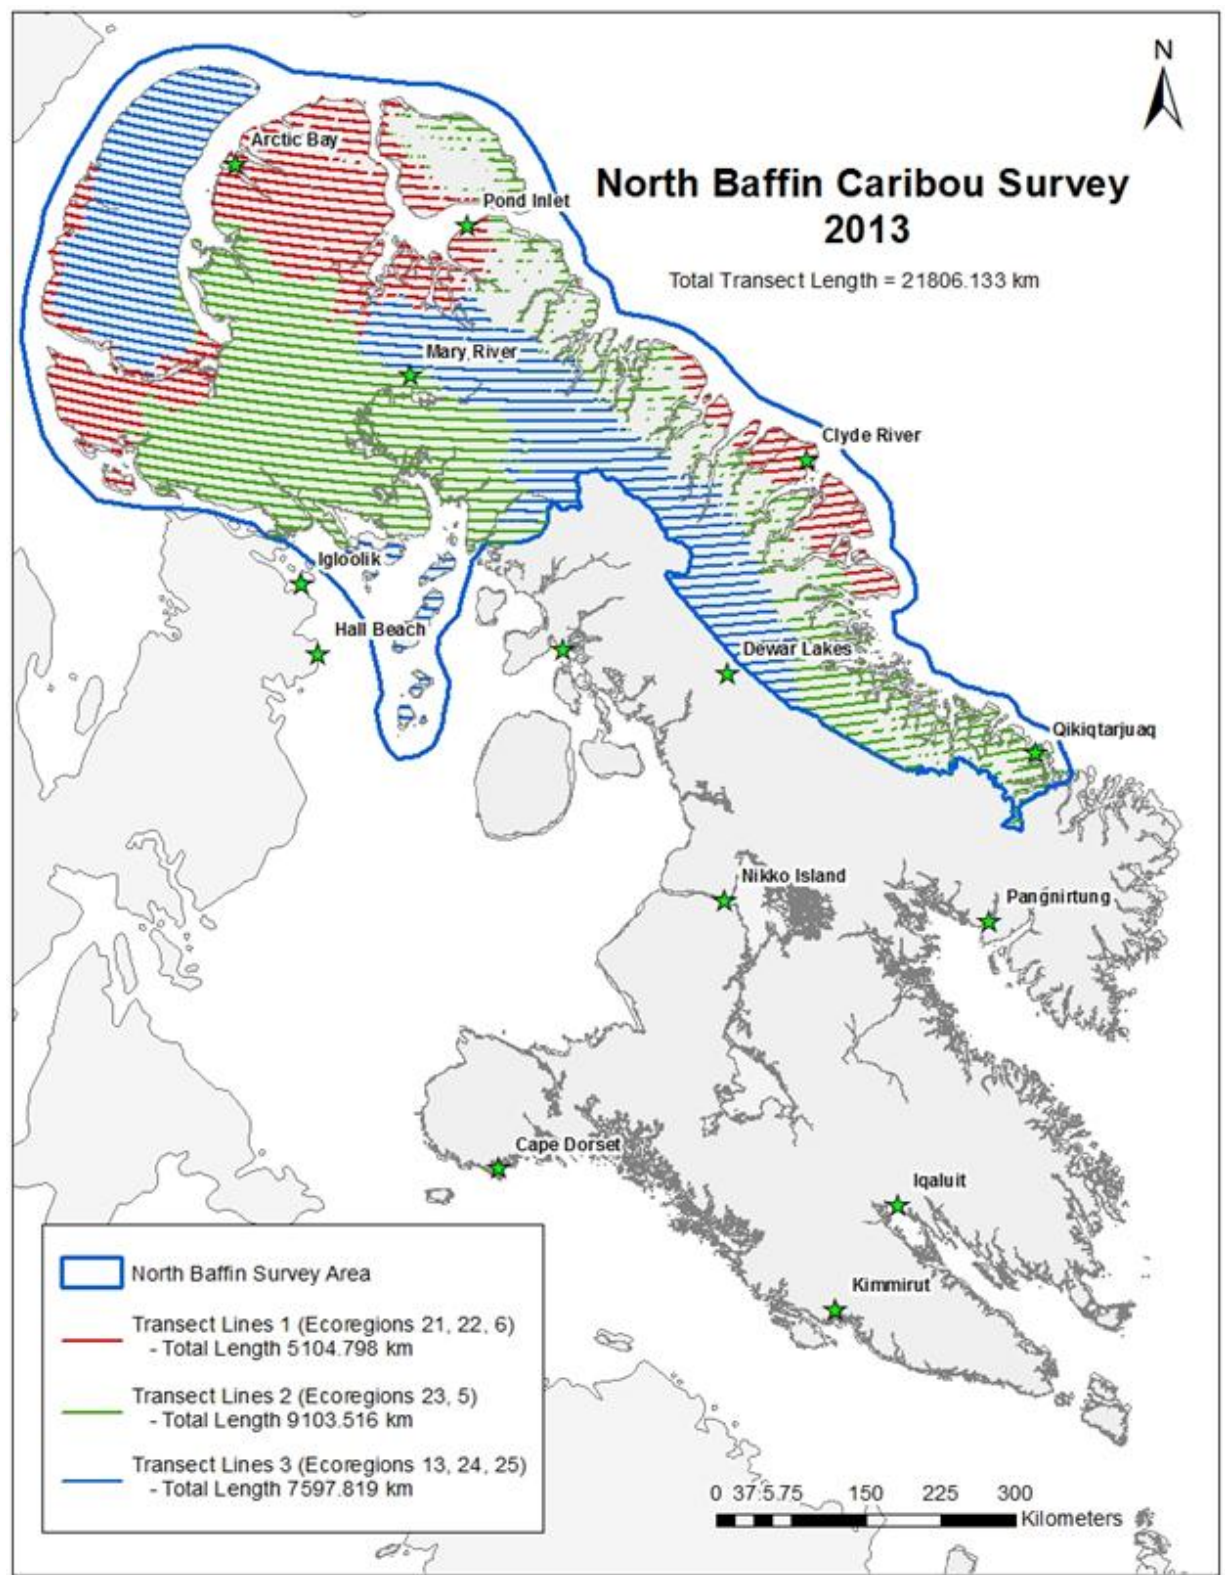 N
North Baffin Caribou Survey
2013
Total Transect Length = 21806.133 km
Arctic Bay
Pond Inlet
Mary River
Clyde River
Igloolik
Hall Beach
Dewar Lakes
Qikiqtarjuaq
Nikko Island
Pangnirtung
Cape Dorset
Iqaluit
Kimmirut
North Baffin Survey Area
Transect Lines 1 (Ecoregions 21, 22, 6)
- Total Length 5104.798 km
Transect Lines 2 (Ecoregions 23, 5)
- Total Length 9103.516 km
Transect Lines 3 (Ecoregions 13, 24, 25)
- Total Length 7597.819 km
0 37.5 75 150 225 300
Kilometers